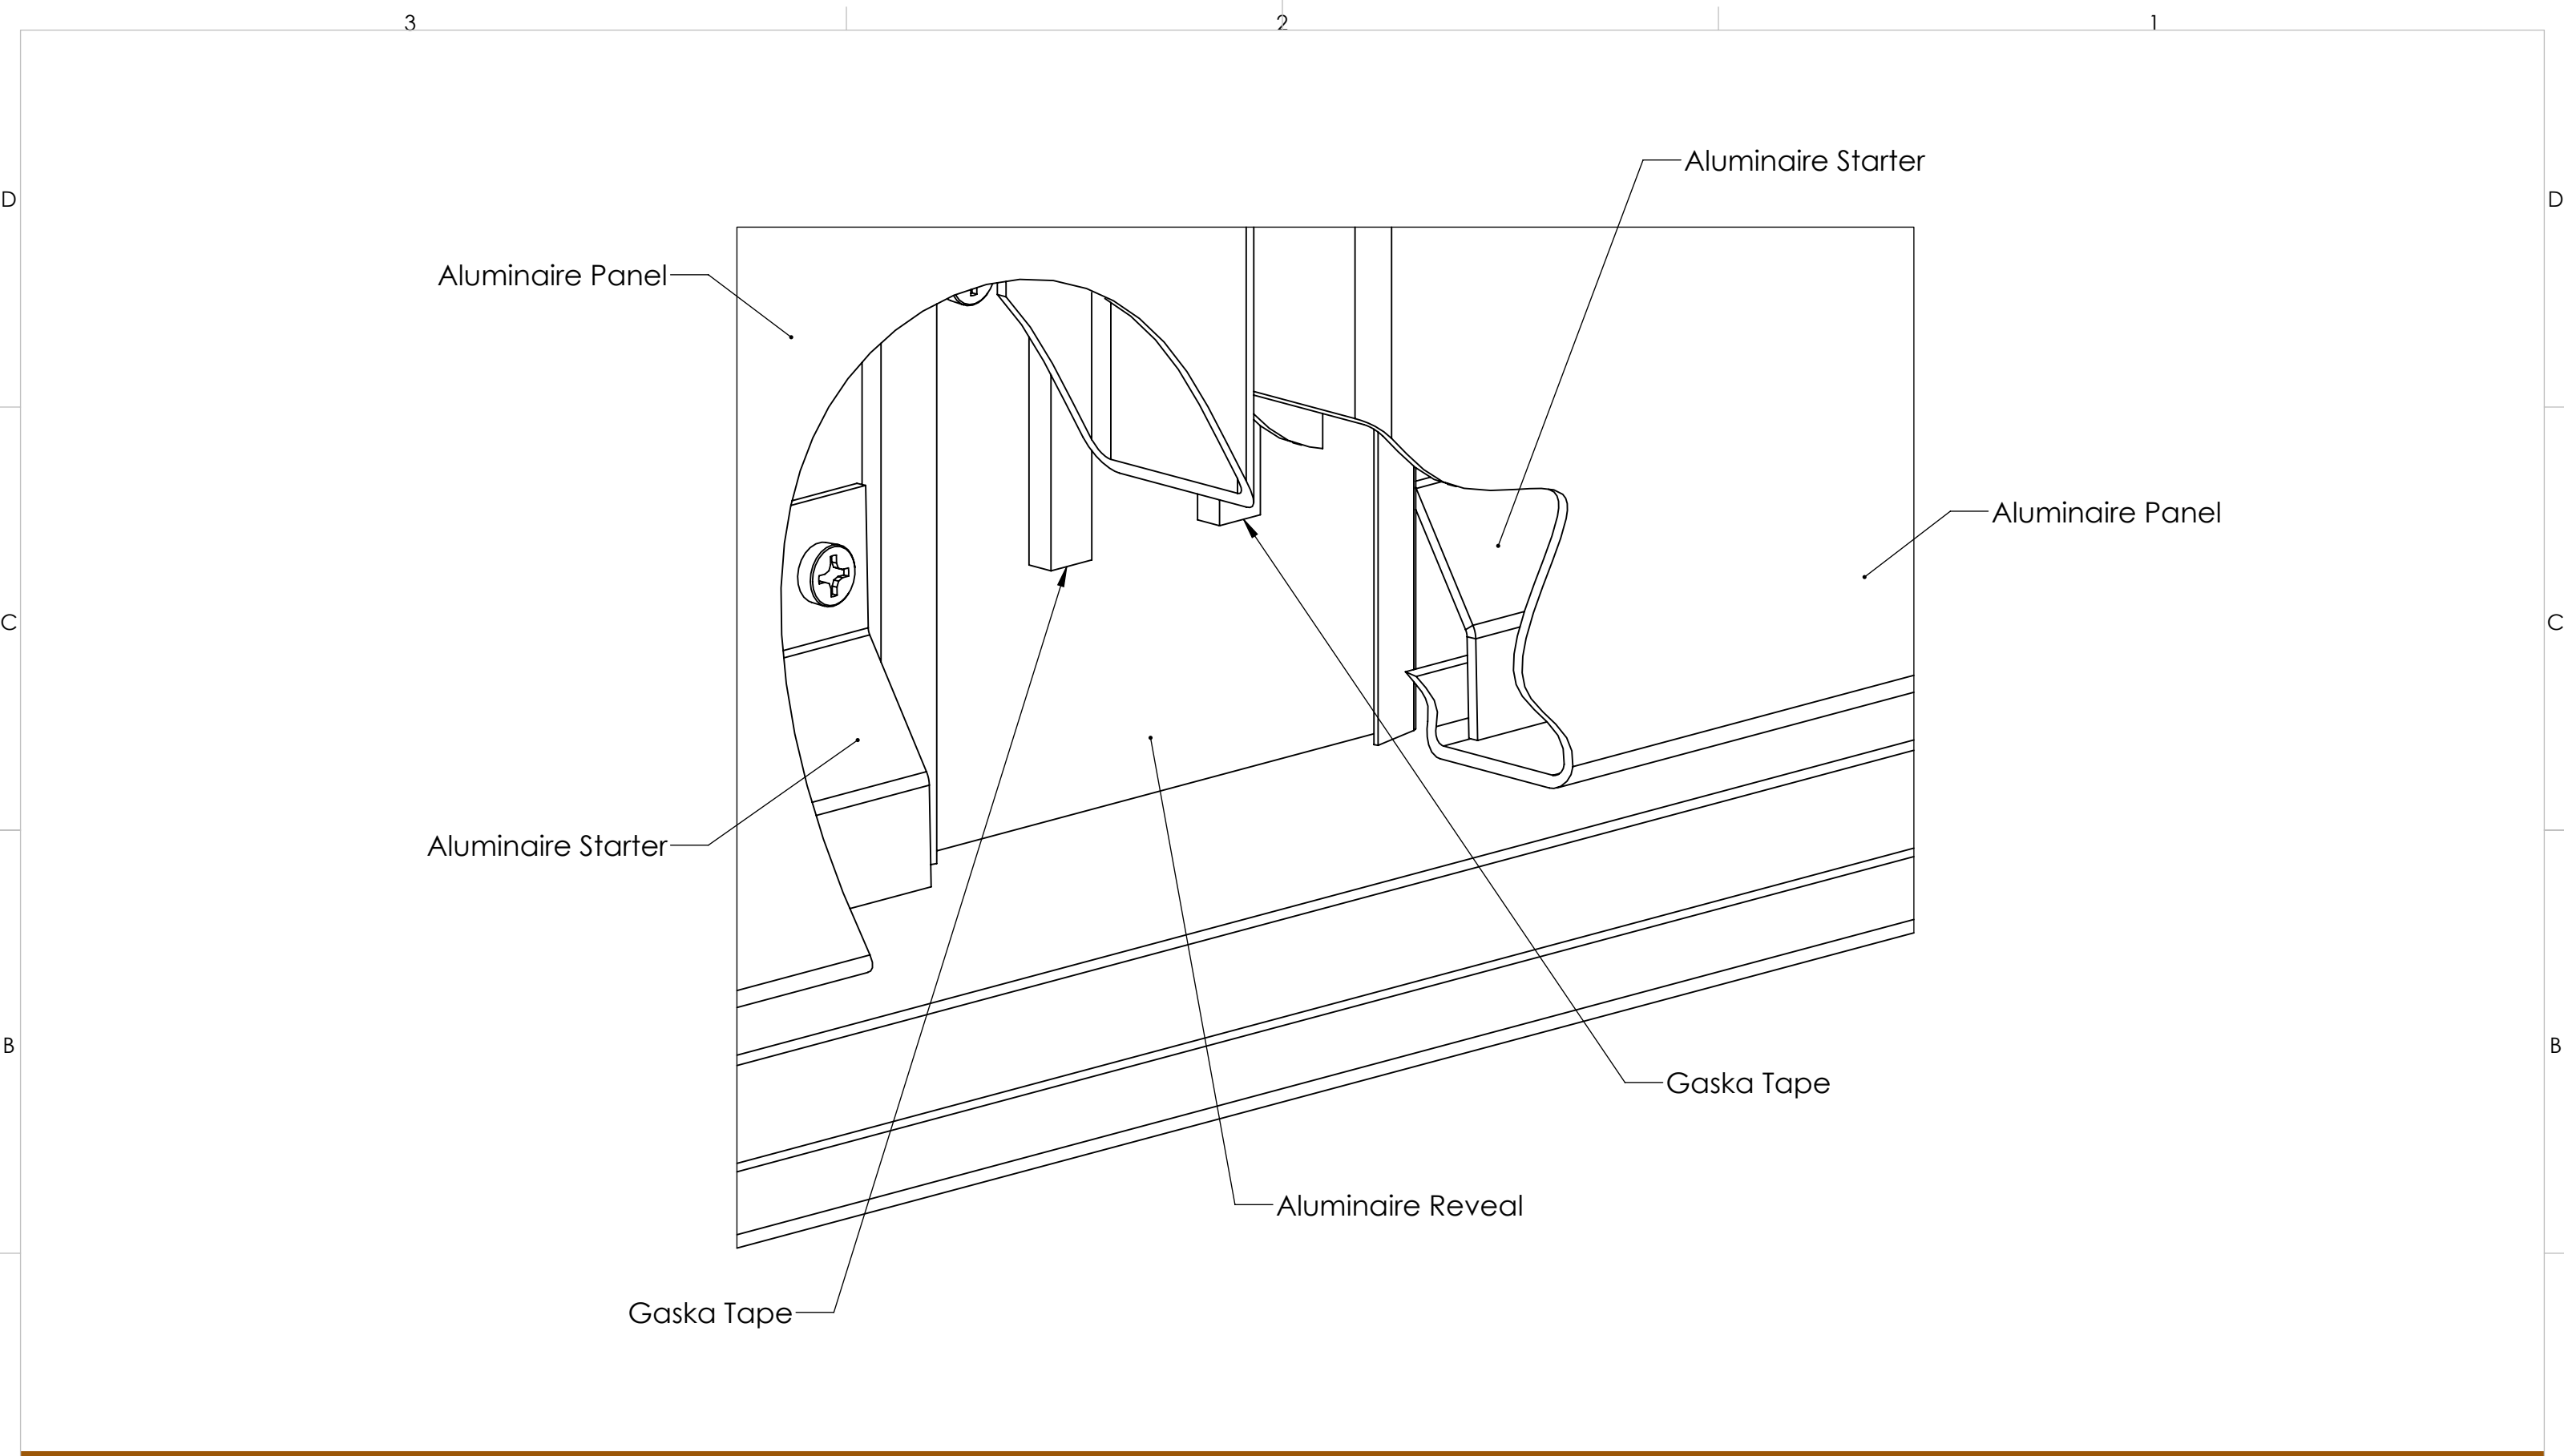 3
2
1
Aluminaire Starter
D
D
Aluminaire Panel
Aluminaire Panel
C
C
Aluminaire Starter
B
B
Gaska Tape
Aluminaire Reveal
Gaska Tape